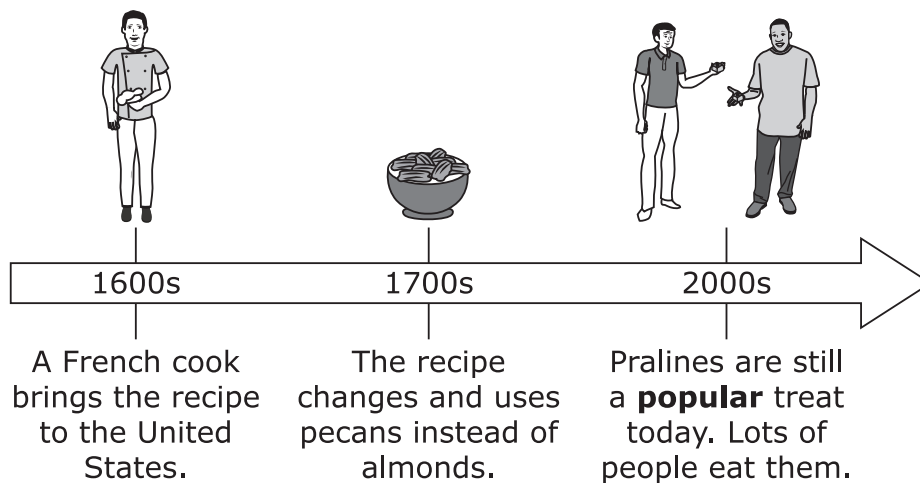 1600s
1700s
2000s
A French cook
brings the recipe
to the United
States.
The recipe
changes and uses
pecans instead of
almonds.
Pralines are still
a popular treat
today. Lots of
people eat them.